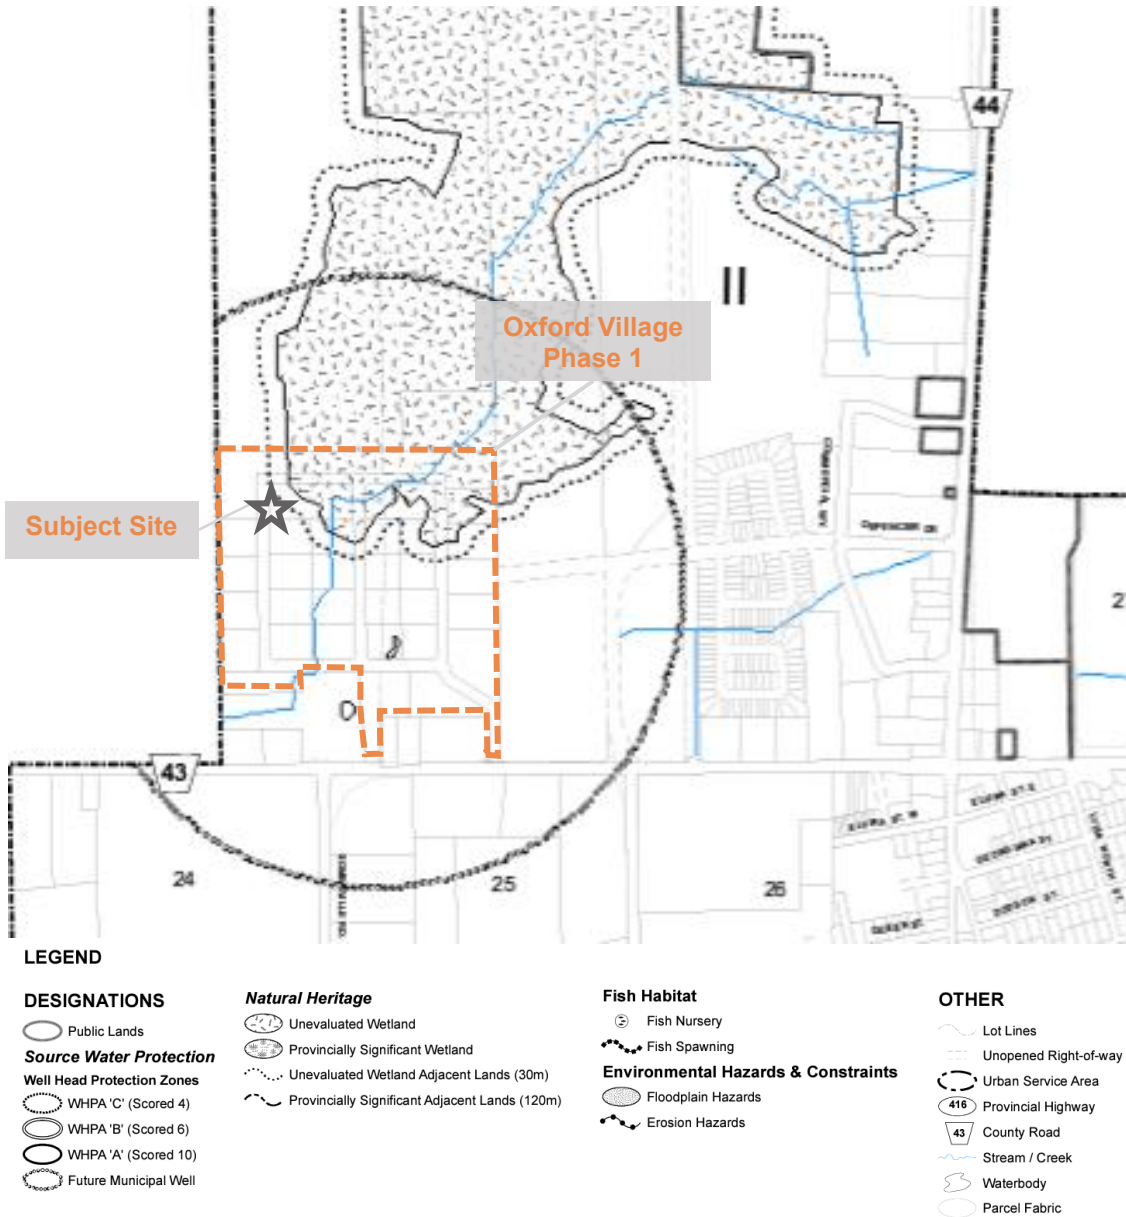 44
II
Oxford Village
Phase 1
Subject Site
43
24
25
26
LEGEND
DESIGNATIONS
Public Lands
Source Water Protection
Well Head Protection Zones
WHPA 'C' (Scored 4)
WHPA 'B' (Scored 6)
WHPA 'A' (Scored 10)
Future Municipal Well
Natural Heritage
Unevaluated Wetland
Provincially Significant Wetland
Unevaluated Wetland Adjacent Lands (30m)
Provincially Significant Adjacent Lands (120m)
Fish Habitat
Fish Nursery
Fish Spawning
Environmental Hazards & Constraints
Floodplain Hazards
Erosion Hazards
OTHER
Lot Lines
Unopened Right-of-way
Urban Service Area
416 Provincial Highway
43 County Road
Stream / Creek
Waterbody
Parcel Fabric